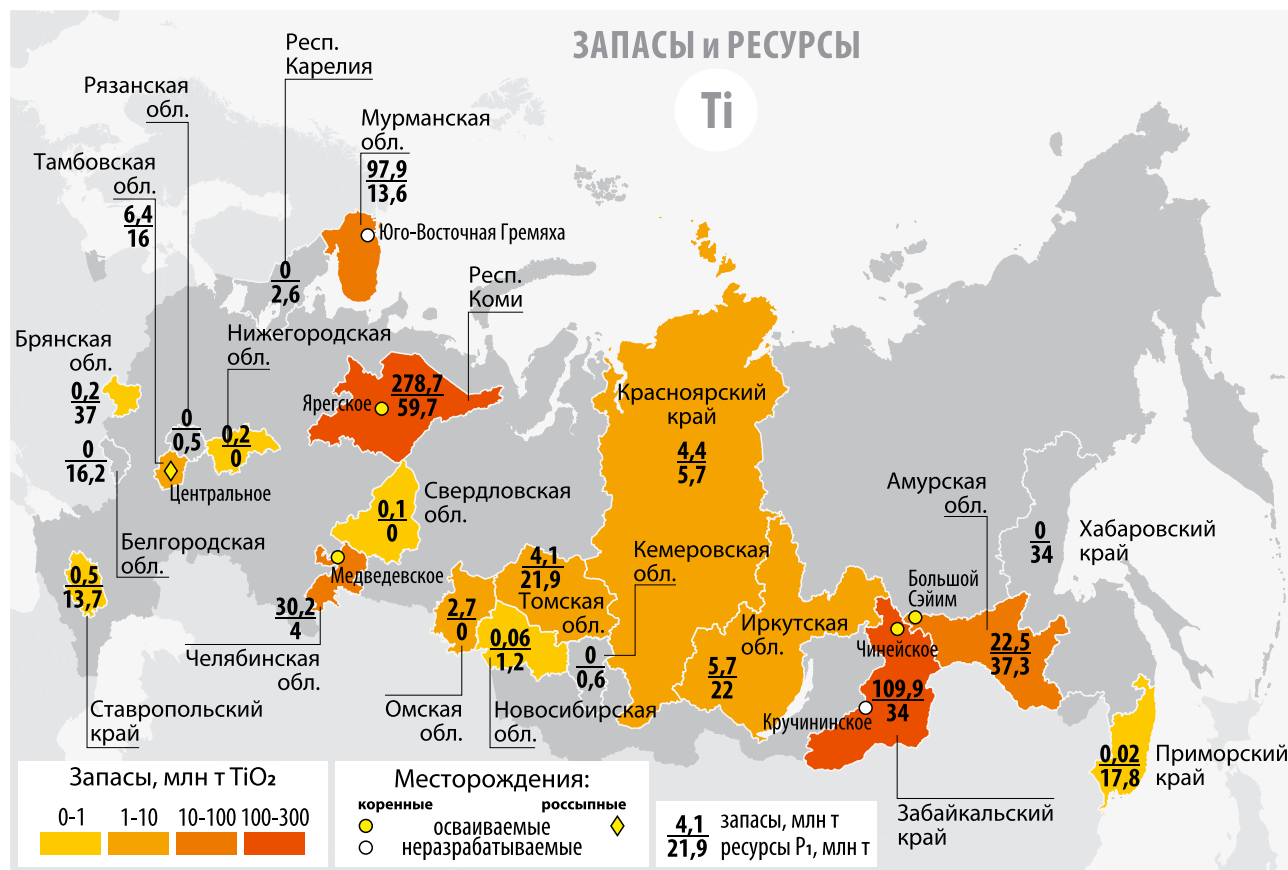 ЗАПАСЫ и РЕСУРСЫ
Ti
Респ.
Карелия
0
2,6
Рязанская
обл.
0
0,5
Тамбовская
обл.
6,4
16
Центральное
Мурманская
обл.
97,9
13,6
Юго-Восточная Гремяха
Респ.
Коми
278,7
59,7
Ярегское
Нижегородская
обл.
0,2
0
Брянская
обл.
0,2
37
0
16,2
Белгородская
обл.
Свердловская
обл.
0,1
0
Медведевское
30,2
4
Челябинская
обл.
0,5
13,7
Ставропольский
край
Красноярский
край
4,4
5,7
4,1
21,9
Томская
обл.
2,7
0
Омская
обл.
0,06
1,2
Новосибирская
обл.
Кемеровская
обл.
0
0,6
Иркутская
обл.
5,7
22
Амурская
обл.
22,5
37,3
Большой
Сэйим
Чинейское
109,9
34
Кручининское
Забайкальский
край
Хабаровский
край
0
34
0,02
17,8
Приморский
край
Запасы, млн т TiO₂
0-1 1-10 10-100 100-300
Месторождения:
коренные россыпные
осваиваемые
неразрабатываемые
4,1 запасы, млн т
21,9 ресурсы P₁, млн т